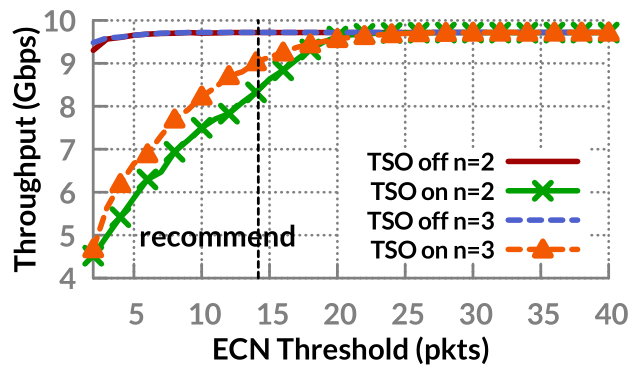 Throughput (Gbps)
10
9
8
7
6
5
4
TSO off n=2
TSO on n=2
TSO off n=3
TSO on n=3
recommend
5 10 15 20 25 30 35 40
ECN Threshold (pkts)